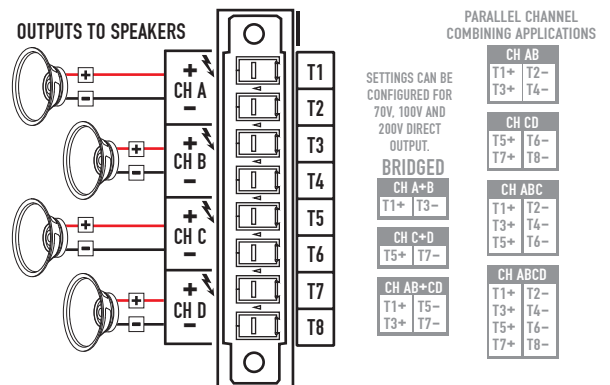 OUTPUTS TO SPEAKERS
+
-
+
CH A
-
T1
T2
+
-
+
CH B
-
T3
T4
+
-
+
CH C
-
T5
T6
+
-
+
CH D
-
T7
T8
SETTINGS CAN BE
CONFIGURED FOR
70V, 100V AND
200V DIRECT
OUTPUT.
BRIDGED
CH A+B
T1+ T3-
CH C+D
T5+ T7-
CH AB+CD
T1+ T5-
T3+ T7-
PARALLEL CHANNEL
COMBINING APPLICATIONS
CH AB
T1+ T2-
T3+ T4-
CH CD
T5+ T6-
T7+ T8-
CH ABC
T1+ T2-
T3+ T4-
T5+ T6-
CH ABCD
T1+ T2-
T3+ T4-
T5+ T6-
T7+ T8-